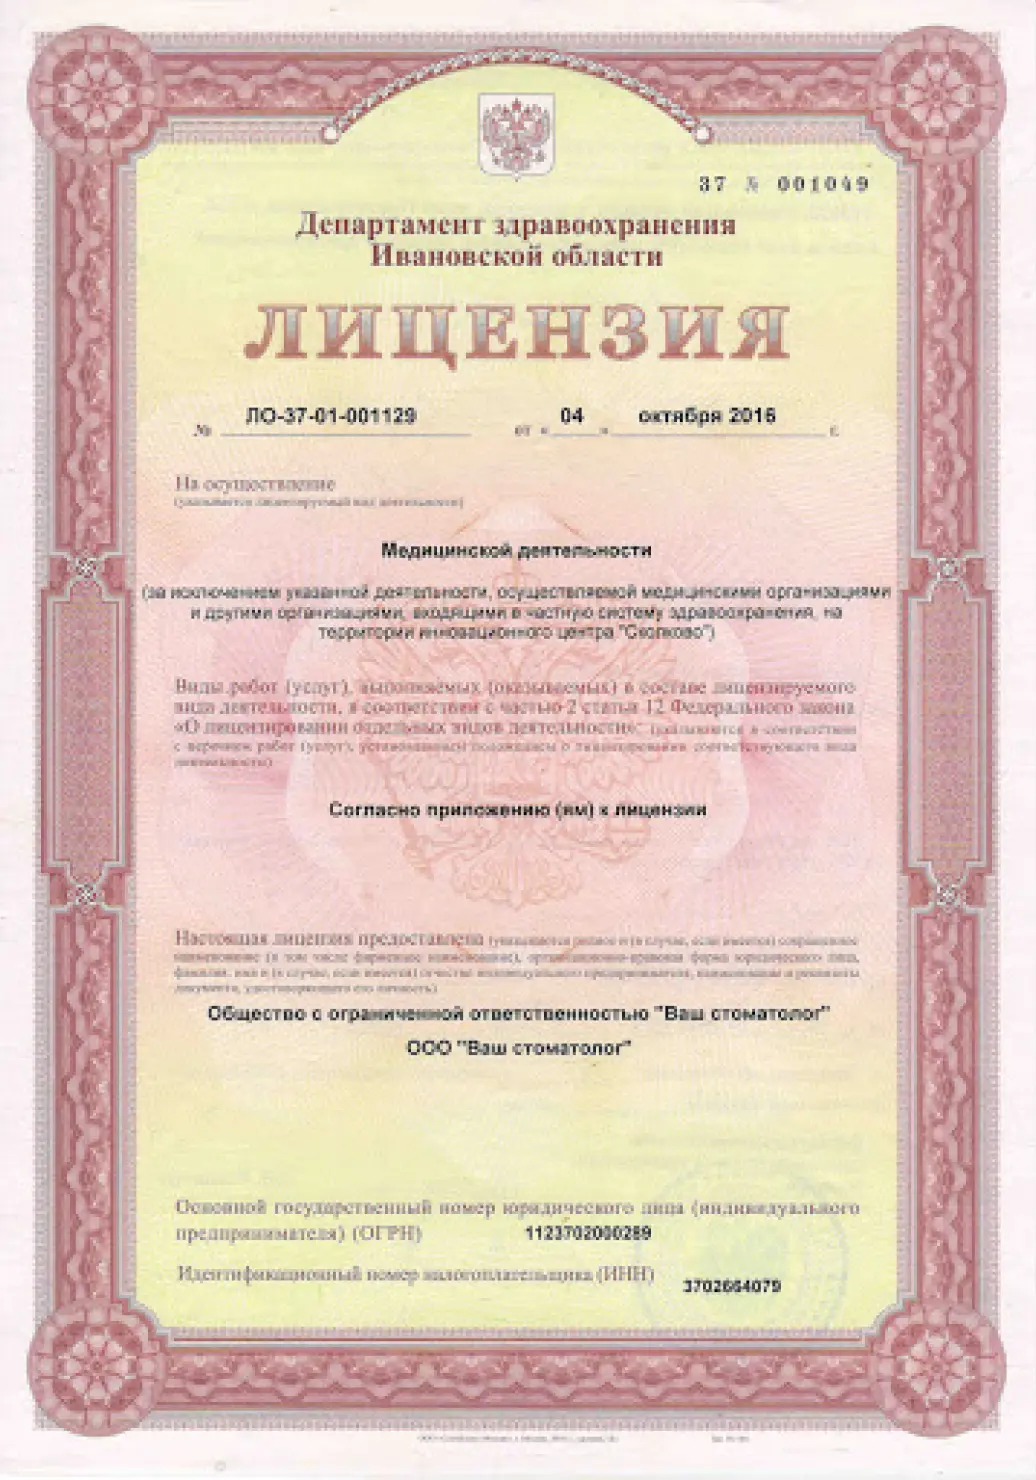 37 № 001049
Департамент здравоохранения
Ивановской области
ЛИЦЕНЗИЯ
№ ЛО-37-01-001129 от « 04 » октября 2016 г.
На осуществление
(указывается лицензируемый вид деятельности)
Медицинской деятельности
(за исключением указанной деятельности, осуществляемой медицинскими организациями
и другими организациями, входящими в частную систему здравоохранения, на
территории инновационного центра "Сколково")
Виды работ (услуг), выполняемых (оказываемых) в составе лицензируемого
вида деятельности, в соответствии с частью 2 статьи 12 Федерального закона
«О лицензировании отдельных видов деятельности»: (указываются в соответствии
с перечнем работ (услуг), установленным положением о лицензировании соответствующего вида
деятельности)
Согласно приложению (ям) к лицензии
Настоящая лицензия предоставлена (указываются полное и (в случае, если имеется) сокращенное
наименование (в том числе фирменное наименование), организационно-правовая форма юридического лица,
фамилия, имя и (в случае, если имеется) отчество индивидуального предпринимателя, наименование и реквизиты
документа, удостоверяющего его личность)
Общество с ограниченной ответственностью "Ваш стоматолог"
ООО "Ваш стоматолог"
Основной государственный номер юридического лица (индивидуального
предпринимателя) (ОГРН) 1123702000289
Идентификационный номер налогоплательщика (ИНН) 3702664079